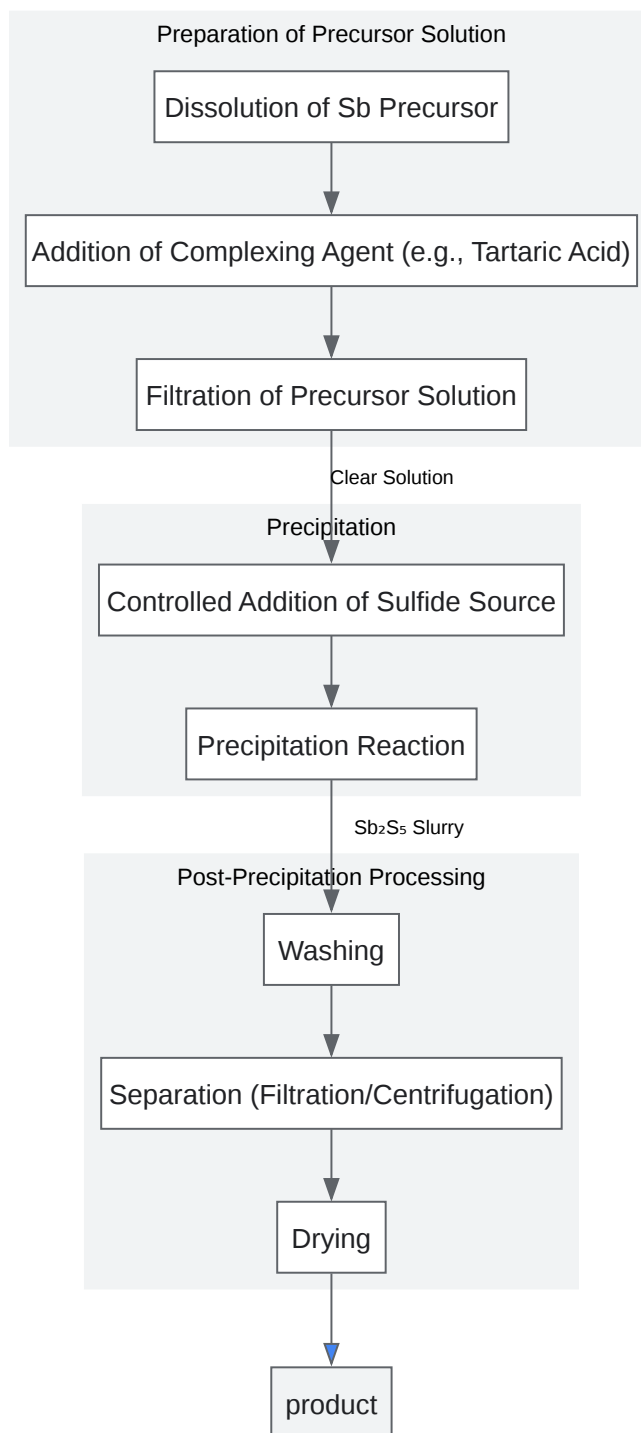 Preparation of Precursor Solution
Dissolution of Sb Precursor
Addition of Complexing Agent (e.g., Tartaric Acid)
Filtration of Precursor Solution
Clear Solution
Precipitation
Controlled Addition of Sulfide Source
Precipitation Reaction
Sb₂S₅ Slurry
Post-Precipitation Processing
Washing
Separation (Filtration/Centrifugation)
Drying
product